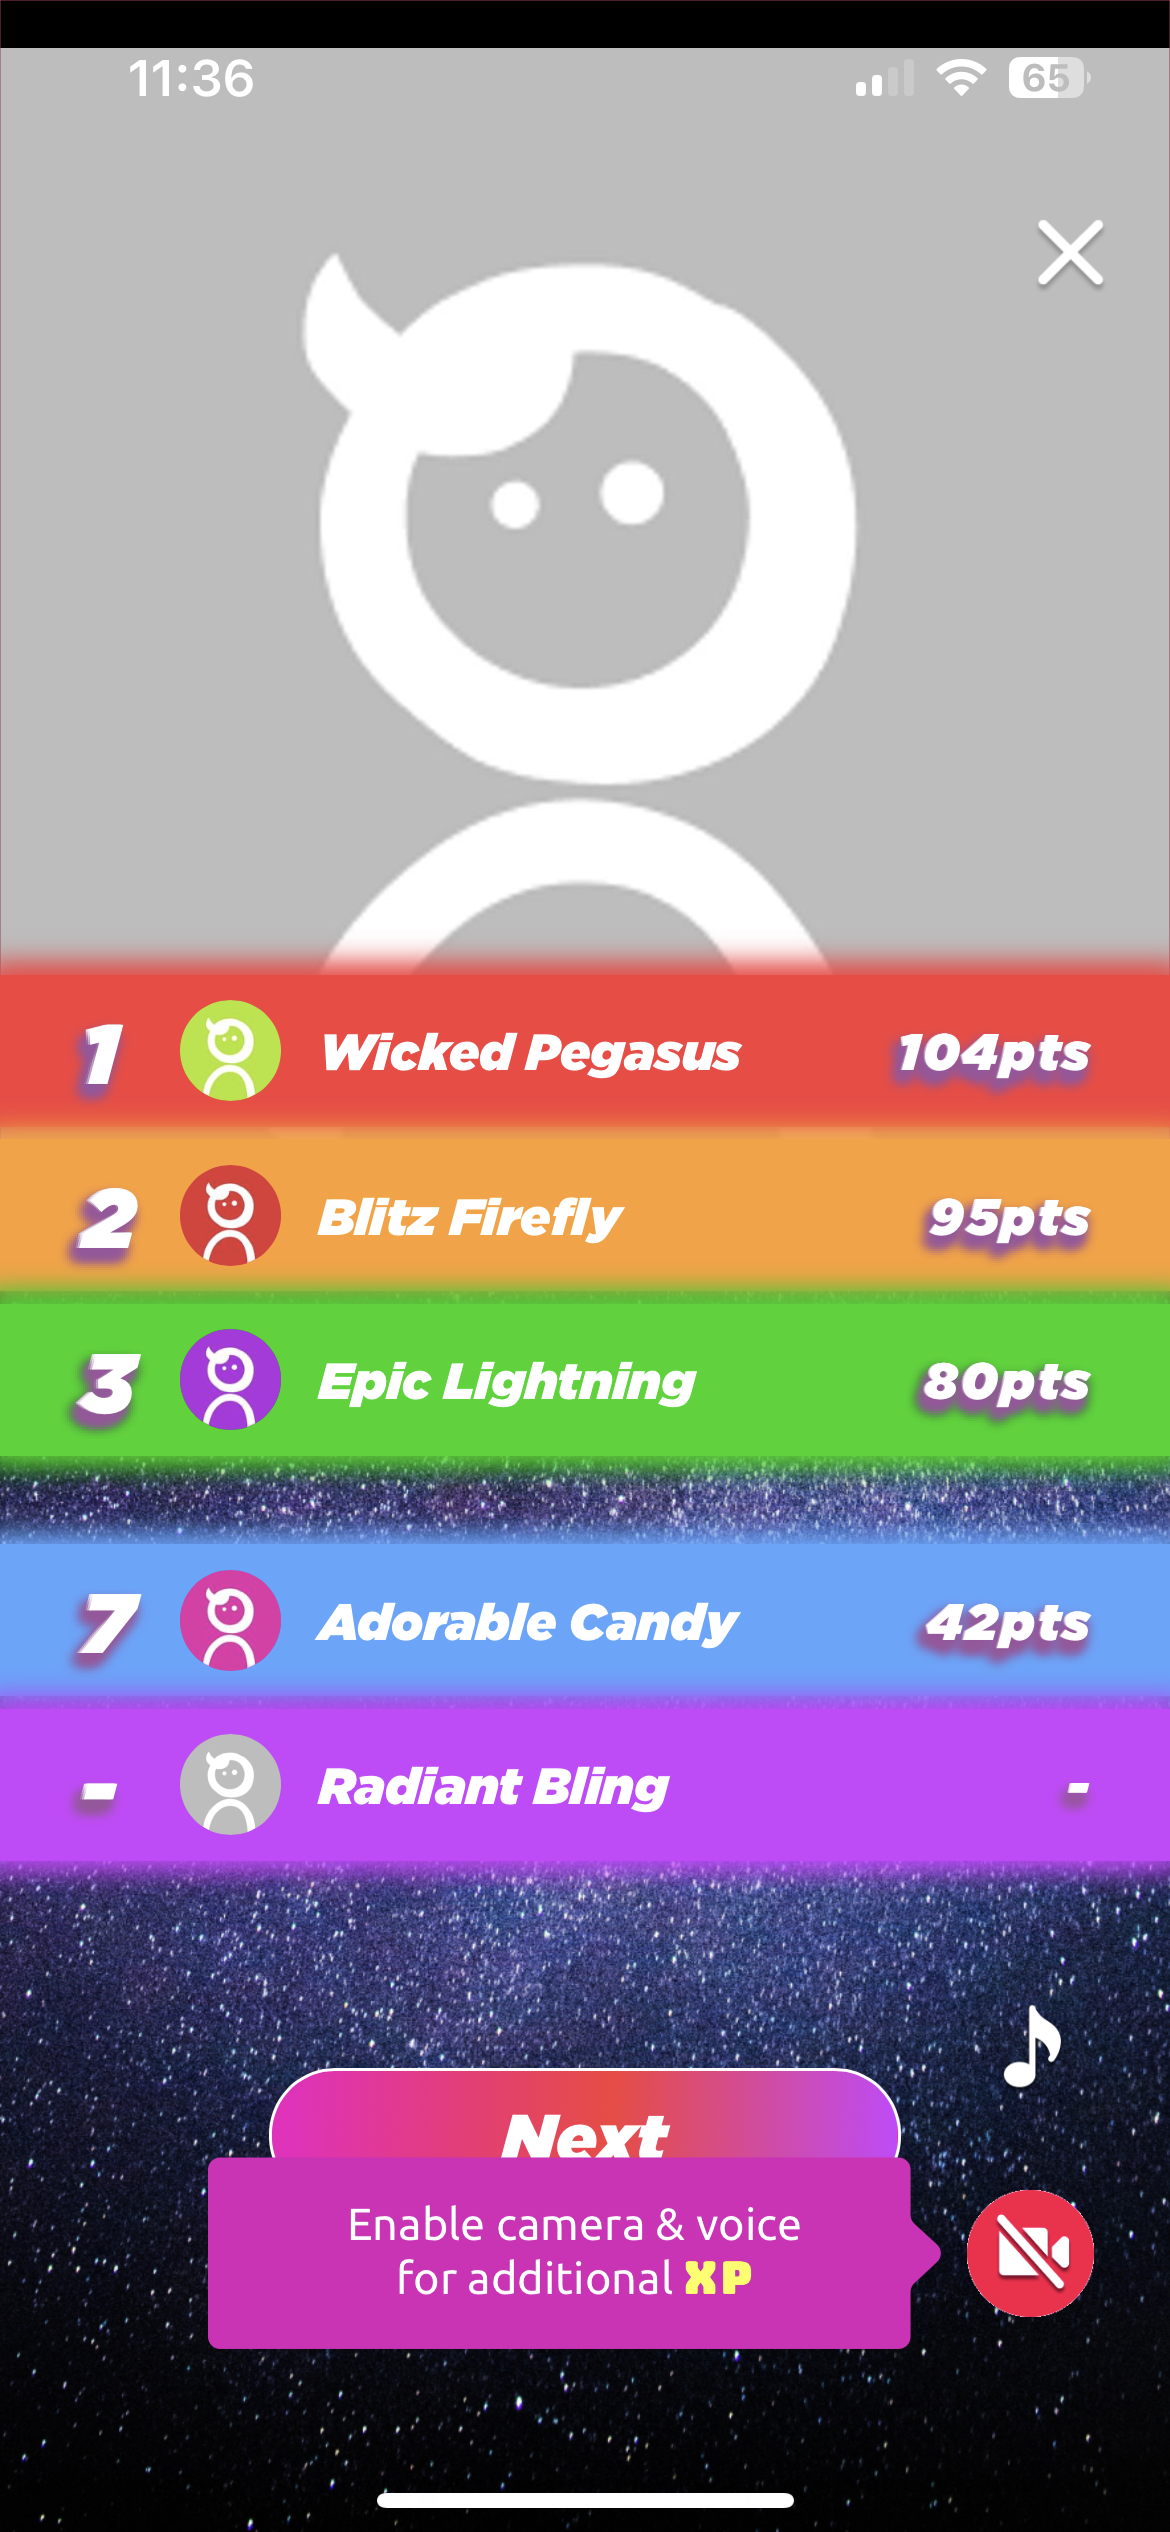 11:36
65
1 Wicked Pegasus 104pts
2 Blitz Firefly 95pts
3 Epic Lightning 80pts
7 Adorable Candy 42pts
- Radiant Bling -
Next
Enable camera & voice
for additional XP